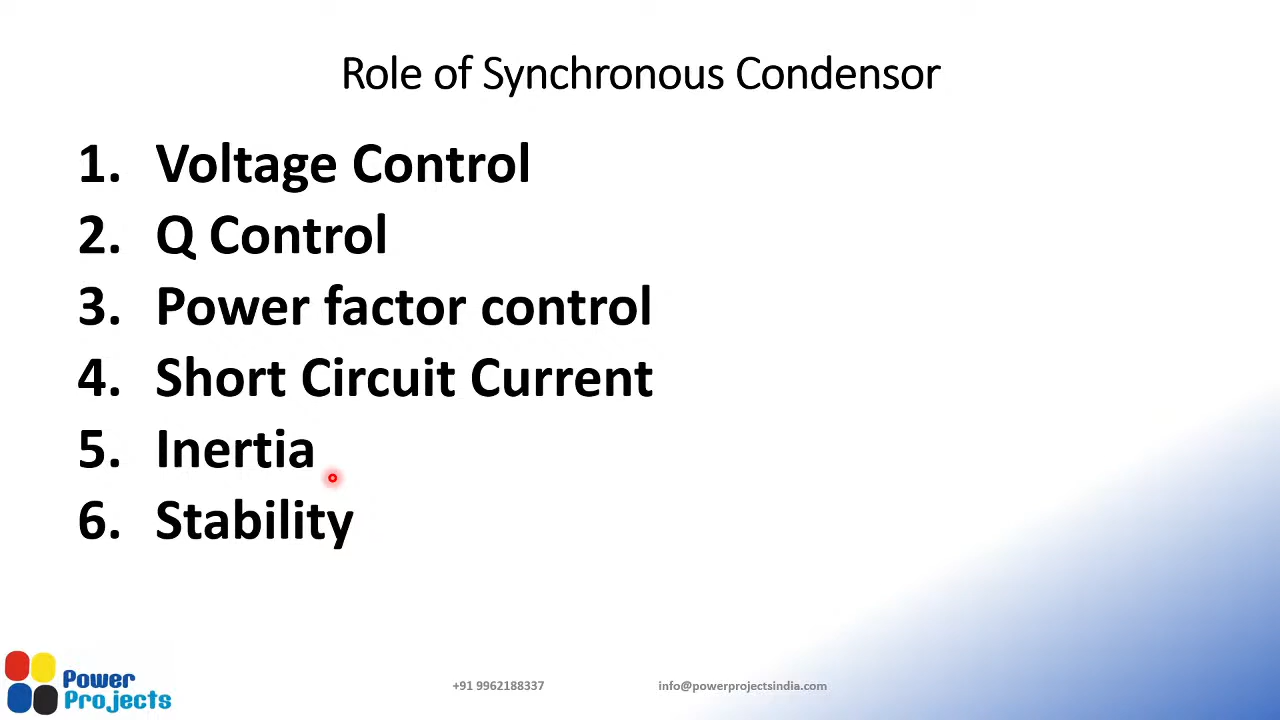 Role of Synchronous Condensor
1. Voltage Control
2. Q Control
3. Power factor control
4. Short Circuit Current
5. Inertia
6. Stability
Power
Projects
+91 9962188337
info@powerprojectsindia.com